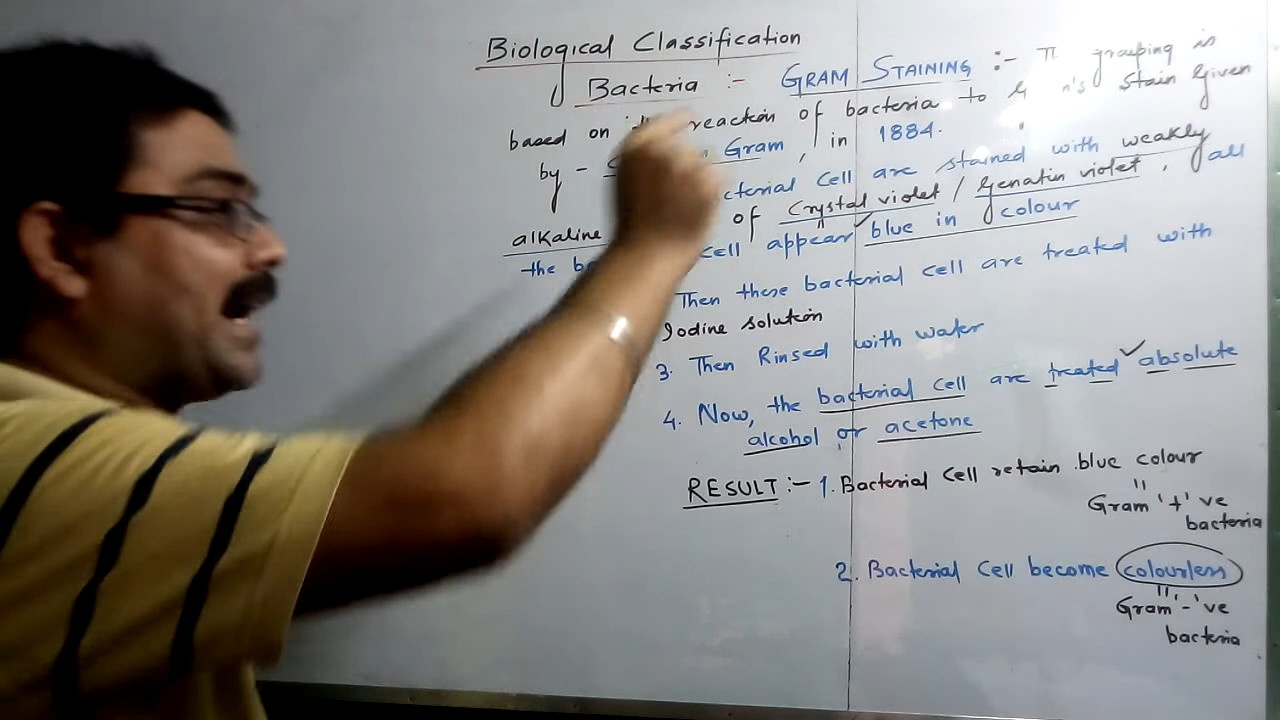 Biological Classification
Bacteria :- GRAM STAINING :- grouping is
based on reaction of bacteria to n's Stain given
by - Gram, in 1884.
cterial cell are stained with weakly
alkaline of Crystal violet / Genatin violet, all
the cell appear blue in colour
Then these bacterial cell are treated with
Iodine solution
3. Then Rinsed with water
4. Now, the bacterial cell are treated absolute
alcohol or acetone
RESULT :- 1. Bacterial cell retain blue colour
"
Gram '+' ve
bacteria
2. Bacterial cell become colourless
"
Gram '-' ve
bacteria